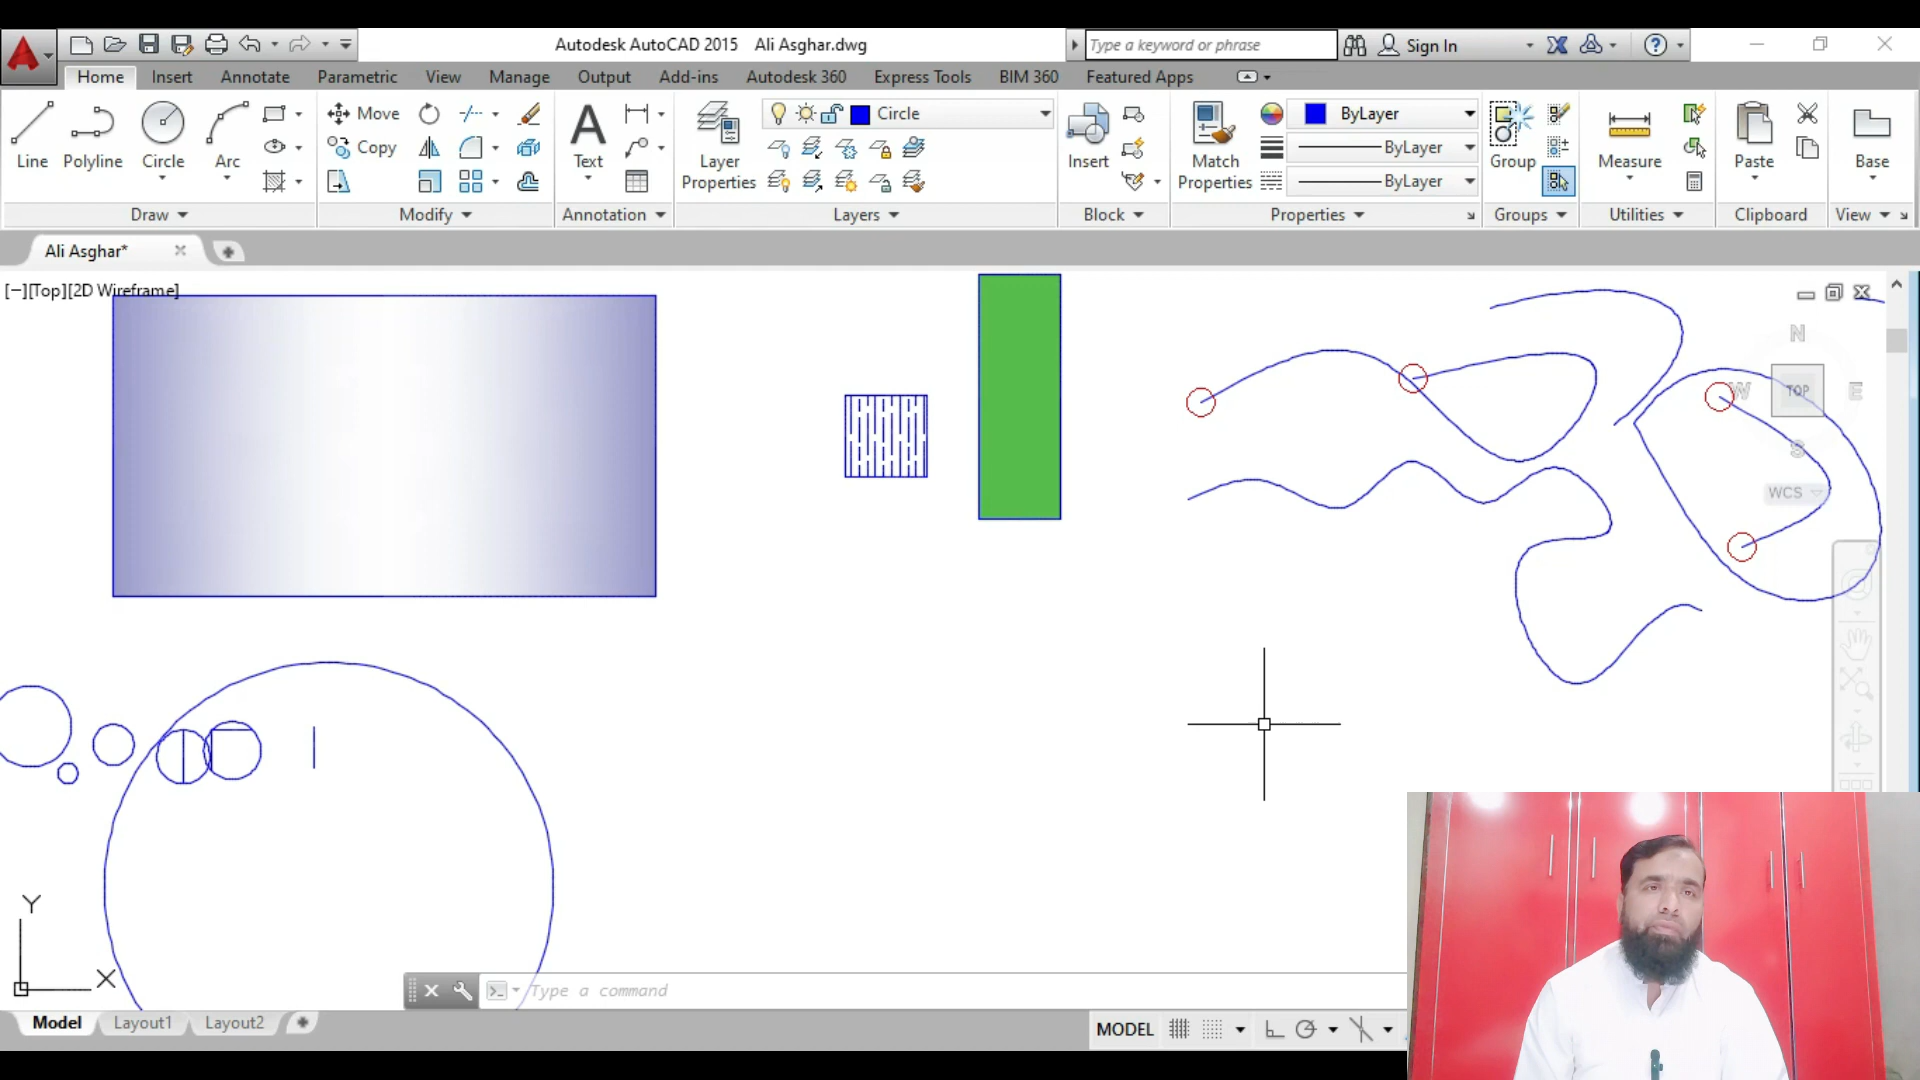 Autodesk AutoCAD 2015 Ali Asghar.dwg
Type a keyword or phrase
Sign In
Home Insert Annotate Parametric View Manage Output Add-ins Autodesk 360 Express Tools BIM 360 Featured Apps
Line Polyline Circle Arc
Move
Copy
Text
Layer Properties
Circle
Insert
Match Properties
ByLayer
ByLayer
ByLayer
Group
Measure
Paste
Base
Draw Modify Annotation Layers Block Properties Groups Utilities Clipboard View
Ali Asghar*
[−][Top][2D Wireframe]
N
W TOP E
S
WCS
Y
X
Type a command
Model Layout1 Layout2
MODEL